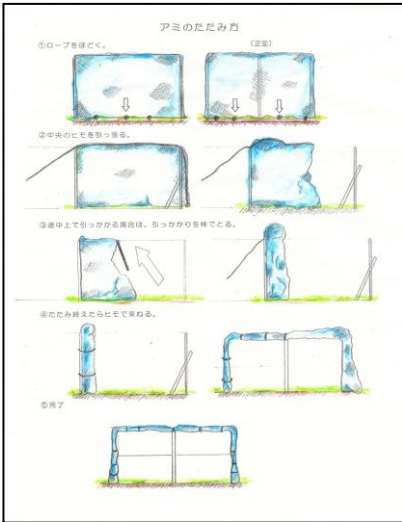 アミのたたみ方
①ロープをほどく。
（正面）
②中央のヒモを引っ張る。
③途中上で引っかかる場合は、引っかかりを棒でとる。
④たたみ終えたらヒモで束ねる。
⑤完了